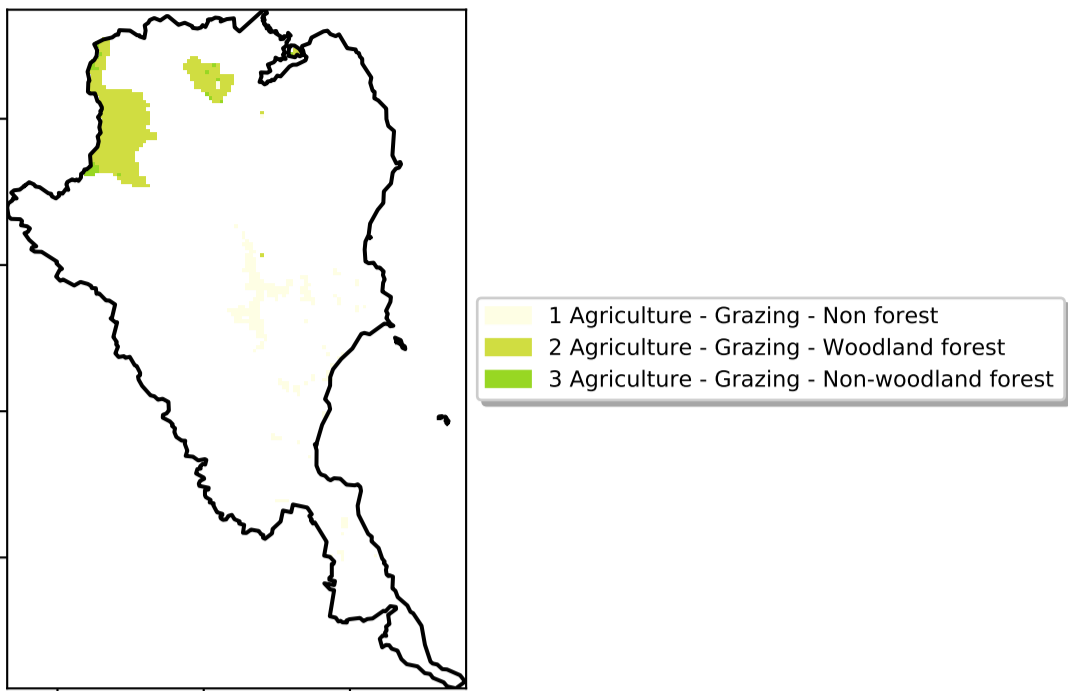 1 Agriculture - Grazing - Non forest
2 Agriculture - Grazing - Woodland forest
3 Agriculture - Grazing - Non-woodland forest